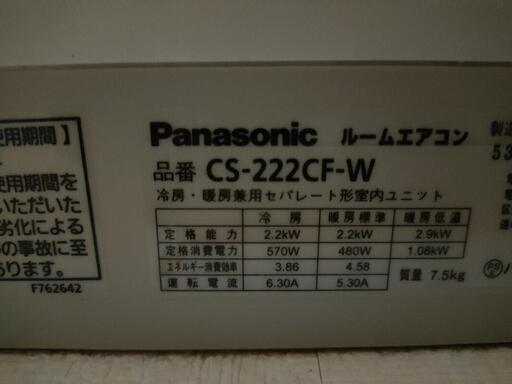 使用期間】
使用期間を
いただいた
劣化による
の事故に至
あります。
F762642
Panasonic ルームエアコン
品番 CS-222CF-W
冷房・暖房兼用セパレート形室内ユニット
冷房 暖房標準 暖房低温
定格能力 2.2kW 2.2kW 2.9kW
定格消費電力 570W 480W 1.08kW
エネルギー消費効率 3.86 4.58
運転電流 6.30A 5.30A
質量 7.5kg
製造
53